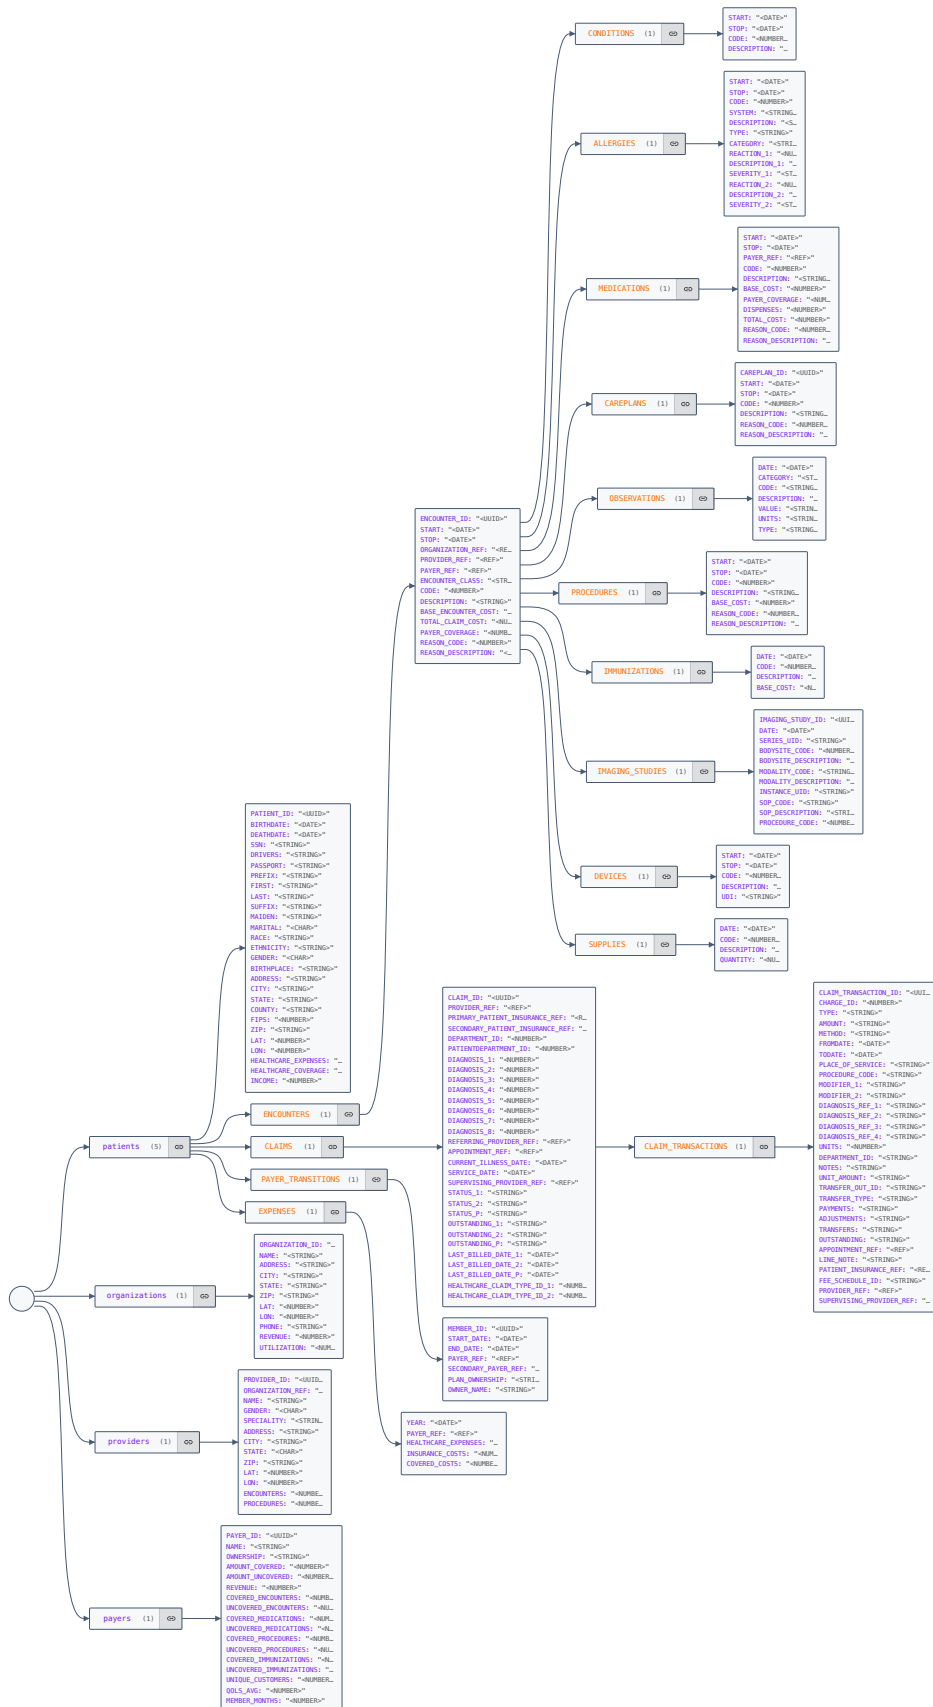 CONDITIONS (1)
START: "<DATE>"
STOP: "<DATE>"
CODE: "<NUMBER…
DESCRIPTION: "…
ALLERGIES (1)
START: "<DATE>"
STOP: "<DATE>"
CODE: "<NUMBER>"
SYSTEM: "<STRING…
DESCRIPTION: "<S…
TYPE: "<STRING>"
CATEGORY: "<STRI…
REACTION_1: "<NU…
DESCRIPTION_1: "…
SEVERITY_1: "<ST…
REACTION_2: "<NU…
DESCRIPTION_2: "…
SEVERITY_2: "<ST…
MEDICATIONS (1)
START: "<DATE>"
STOP: "<DATE>"
PAYER_REF: "<REF>"
CODE: "<NUMBER>"
DESCRIPTION: "<STRING…
BASE_COST: "<NUMBER>"
PAYER_COVERAGE: "<NUM…
DISPENSES: "<NUMBER>"
TOTAL_COST: "<NUMBER>"
REASON_CODE: "<NUMBER…
REASON_DESCRIPTION: "…
CAREPLANS (1)
CAREPLAN_ID: "<UUID>"
START: "<DATE>"
STOP: "<DATE>"
CODE: "<NUMBER>"
DESCRIPTION: "<STRING…
REASON_CODE: "<NUMBER…
REASON_DESCRIPTION: "…
OBSERVATIONS (1)
DATE: "<DATE>"
CATEGORY: "<ST…
CODE: "<STRING…
DESCRIPTION: "…
VALUE: "<STRIN…
UNITS: "<STRIN…
TYPE: "<STRING…
ENCOUNTER_ID: "<UUID>"
START: "<DATE>"
STOP: "<DATE>"
ORGANIZATION_REF: "<RE…
PROVIDER_REF: "<REF>"
PAYER_REF: "<REF>"
ENCOUNTER_CLASS: "<STR…
CODE: "<NUMBER>"
DESCRIPTION: "<STRING>"
BASE_ENCOUNTER_COST: "…
TOTAL_CLAIM_COST: "<NU…
PAYER_COVERAGE: "<NUMB…
REASON_CODE: "<NUMBER>"
REASON_DESCRIPTION: "<…
PROCEDURES (1)
START: "<DATE>"
STOP: "<DATE>"
CODE: "<NUMBER>"
DESCRIPTION: "<STRING…
BASE_COST: "<NUMBER>"
REASON_CODE: "<NUMBER…
REASON_DESCRIPTION: "…
IMMUNIZATIONS (1)
DATE: "<DATE>"
CODE: "<NUMBER…
DESCRIPTION: "…
BASE_COST: "<N…
IMAGING_STUDIES (1)
IMAGING_STUDY_ID: "<UUI…
DATE: "<DATE>"
SERIES_UID: "<STRING>"
BODYSITE_CODE: "<NUMBER…
BODYSITE_DESCRIPTION: "…
MODALITY_CODE: "<STRING…
MODALITY_DESCRIPTION: "…
INSTANCE_UID: "<STRING>"
SOP_CODE: "<STRING>"
SOP_DESCRIPTION: "<STRI…
PROCEDURE_CODE: "<NUMBE…
DEVICES (1)
START: "<DATE>"
STOP: "<DATE>"
CODE: "<NUMBER…
DESCRIPTION: "…
UDI: "<STRING>"
SUPPLIES (1)
DATE: "<DATE>"
CODE: "<NUMBER…
DESCRIPTION: "…
QUANTITY: "<NU…
PATIENT_ID: "<UUID>"
BIRTHDATE: "<DATE>"
DEATHDATE: "<DATE>"
SSN: "<STRING>"
DRIVERS: "<STRING>"
PASSPORT: "<STRING>"
PREFIX: "<STRING>"
FIRST: "<STRING>"
LAST: "<STRING>"
SUFFIX: "<STRING>"
MAIDEN: "<STRING>"
MARITAL: "<CHAR>"
RACE: "<STRING>"
ETHNICITY: "<STRING>"
GENDER: "<CHAR>"
BIRTHPLACE: "<STRING>"
ADDRESS: "<STRING>"
CITY: "<STRING>"
STATE: "<STRING>"
COUNTY: "<STRING>"
FIPS: "<NUMBER>"
ZIP: "<STRING>"
LAT: "<NUMBER>"
LON: "<NUMBER>"
HEALTHCARE_EXPENSES: "…
HEALTHCARE_COVERAGE: "…
INCOME: "<NUMBER>"
patients (5)
ENCOUNTERS (1)
CLAIMS (1)
PAYER_TRANSITIONS (1)
EXPENSES (1)
CLAIM_ID: "<UUID>"
PROVIDER_REF: "<REF>"
PRIMARY_PATIENT_INSURANCE_REF: "<R…
SECONDARY_PATIENT_INSURANCE_REF: "…
DEPARTMENT_ID: "<NUMBER>"
PATIENTDEPARTMENT_ID: "<NUMBER>"
DIAGNOSIS_1: "<NUMBER>"
DIAGNOSIS_2: "<NUMBER>"
DIAGNOSIS_3: "<NUMBER>"
DIAGNOSIS_4: "<NUMBER>"
DIAGNOSIS_5: "<NUMBER>"
DIAGNOSIS_6: "<NUMBER>"
DIAGNOSIS_7: "<NUMBER>"
DIAGNOSIS_8: "<NUMBER>"
REFERRING_PROVIDER_REF: "<REF>"
APPOINTMENT_REF: "<REF>"
CURRENT_ILLNESS_DATE: "<DATE>"
SERVICE_DATE: "<DATE>"
SUPERVISING_PROVIDER_REF: "<REF>"
STATUS_1: "<STRING>"
STATUS_2: "<STRING>"
STATUS_P: "<STRING>"
OUTSTANDING_1: "<STRING>"
OUTSTANDING_2: "<STRING>"
OUTSTANDING_P: "<STRING>"
LAST_BILLED_DATE_1: "<DATE>"
LAST_BILLED_DATE_2: "<DATE>"
LAST_BILLED_DATE_P: "<DATE>"
HEALTHCARE_CLAIM_TYPE_ID_1: "<NUMB…
HEALTHCARE_CLAIM_TYPE_ID_2: "<NUMB…
CLAIM_TRANSACTIONS (1)
CLAIM_TRANSACTION_ID: "<UUI…
CHARGE_ID: "<NUMBER>"
TYPE: "<STRING>"
AMOUNT: "<STRING>"
METHOD: "<STRING>"
FROMDATE: "<DATE>"
TODATE: "<DATE>"
PLACE_OF_SERVICE: "<STRING>"
PROCEDURE_CODE: "<STRING>"
MODIFIER_1: "<STRING>"
MODIFIER_2: "<STRING>"
DIAGNOSIS_REF_1: "<STRING>"
DIAGNOSIS_REF_2: "<STRING>"
DIAGNOSIS_REF_3: "<STRING>"
DIAGNOSIS_REF_4: "<STRING>"
UNITS: "<NUMBER>"
DEPARTMENT_ID: "<STRING>"
NOTES: "<STRING>"
UNIT_AMOUNT: "<STRING>"
TRANSFER_OUT_ID: "<STRING>"
TRANSFER_TYPE: "<STRING>"
PAYMENTS: "<STRING>"
ADJUSTMENTS: "<STRING>"
TRANSFERS: "<STRING>"
OUTSTANDING: "<STRING>"
APPOINTMENT_REF: "<REF>"
LINE_NOTE: "<STRING>"
PATIENT_INSURANCE_REF: "<RE…
FEE_SCHEDULE_ID: "<STRING>"
PROVIDER_REF: "<REF>"
SUPERVISING_PROVIDER_REF: "…
MEMBER_ID: "<UUID>"
START_DATE: "<DATE>"
END_DATE: "<DATE>"
PAYER_REF: "<REF>"
SECONDARY_PAYER_REF: "…
PLAN_OWNERSHIP: "<STRI…
OWNER_NAME: "<STRING>"
YEAR: "<DATE>"
PAYER_REF: "<REF>"
HEALTHCARE_EXPENSES: "…
INSURANCE_COSTS: "<NUM…
COVERED_COSTS: "<NUMBE…
organizations (1)
ORGANIZATION_ID: "…
NAME: "<STRING>"
ADDRESS: "<STRING>"
CITY: "<STRING>"
STATE: "<STRING>"
ZIP: "<STRING>"
LAT: "<NUMBER>"
LON: "<NUMBER>"
PHONE: "<STRING>"
REVENUE: "<NUMBER>"
UTILIZATION: "<NUM…
providers (1)
PROVIDER_ID: "<UUID…
ORGANIZATION_REF: "…
NAME: "<STRING>"
GENDER: "<CHAR>"
SPECIALITY: "<STRIN…
ADDRESS: "<STRING>"
CITY: "<STRING>"
STATE: "<CHAR>"
ZIP: "<STRING>"
LAT: "<NUMBER>"
LON: "<NUMBER>"
ENCOUNTERS: "<NUMBE…
PROCEDURES: "<NUMBE…
payers (1)
PAYER_ID: "<UUID>"
NAME: "<STRING>"
OWNERSHIP: "<STRING>"
AMOUNT_COVERED: "<NUMBER>"
AMOUNT_UNCOVERED: "<NUMBER…
REVENUE: "<NUMBER>"
COVERED_ENCOUNTERS: "<NUMB…
UNCOVERED_ENCOUNTERS: "<NU…
COVERED_MEDICATIONS: "<NUM…
UNCOVERED_MEDICATIONS: "<N…
COVERED_PROCEDURES: "<NUMB…
UNCOVERED_PROCEDURES: "<NU…
COVERED_IMMUNIZATIONS: "<N…
UNCOVERED_IMMUNIZATIONS: "…
UNIQUE_CUSTOMERS: "<NUMBER…
QOLS_AVG: "<NUMBER>"
MEMBER_MONTHS: "<NUMBER>"